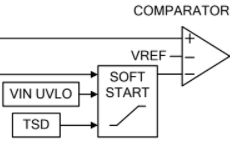 COMPARATOR
+
VREF
−
SOFT
START
−
VIN UVLO
TSD